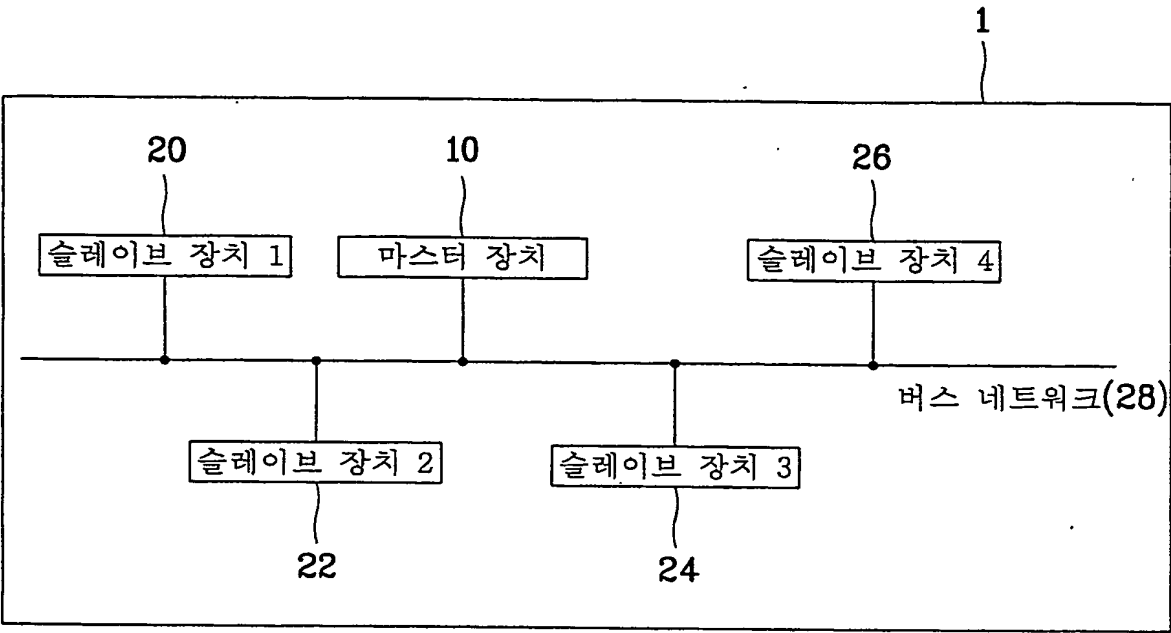 1
20
10
26
슬레이브 장치 1
마스터 장치
슬레이브 장치 4
버스 네트워크(28)
슬레이브 장치 2
슬레이브 장치 3
22
24